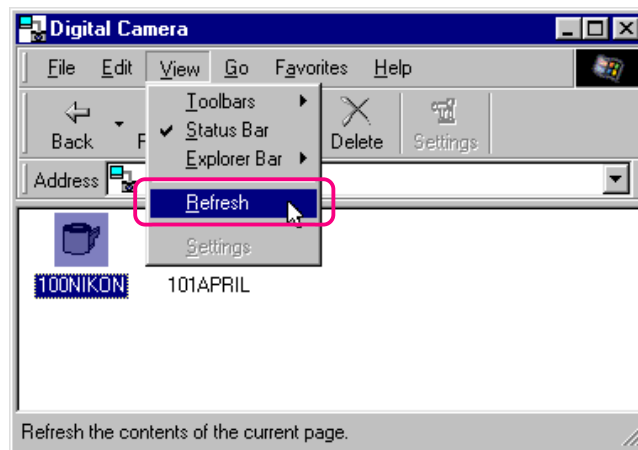 Digital Camera
File Edit View Go Favorites Help
Back F Delete Settings
Toolbars
Status Bar
Explorer Bar
Address
Refresh
Settings
100NIKON 101APRIL
Refresh the contents of the current page.